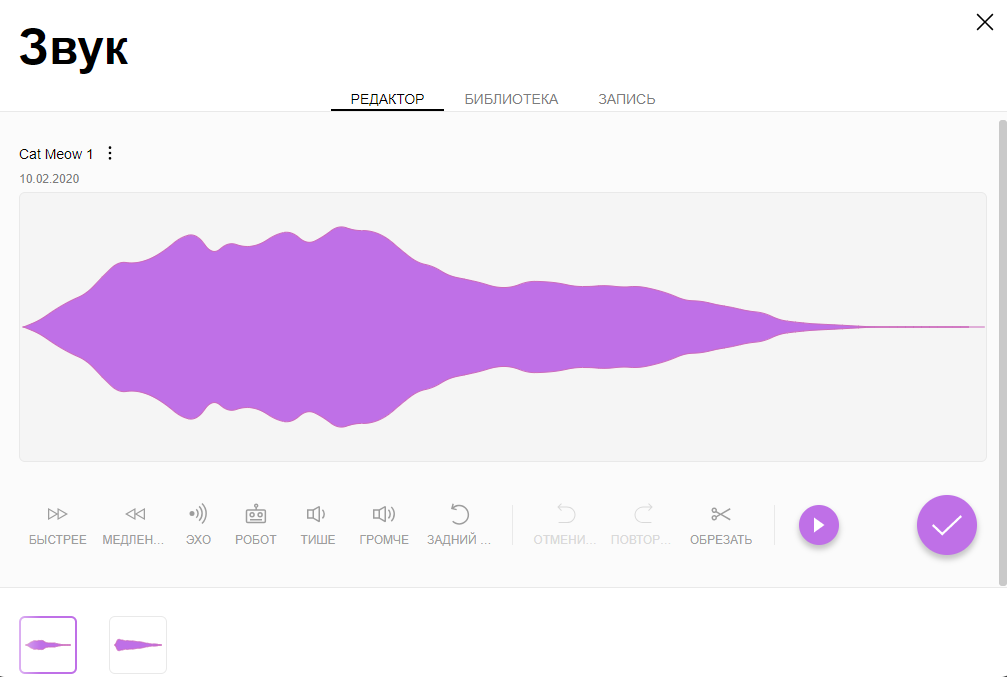 Звук
РЕДАКТОР БИБЛИОТЕКА ЗАПИСЬ
Cat Meow 1
10.02.2020
БЫСТРЕЕ МЕДЛЕН... ЭХО РОБОТ ТИШЕ ГРОМЧЕ ЗАДНИЙ ... ОТМЕНИ... ПОВТОР... ОБРЕЗАТЬ